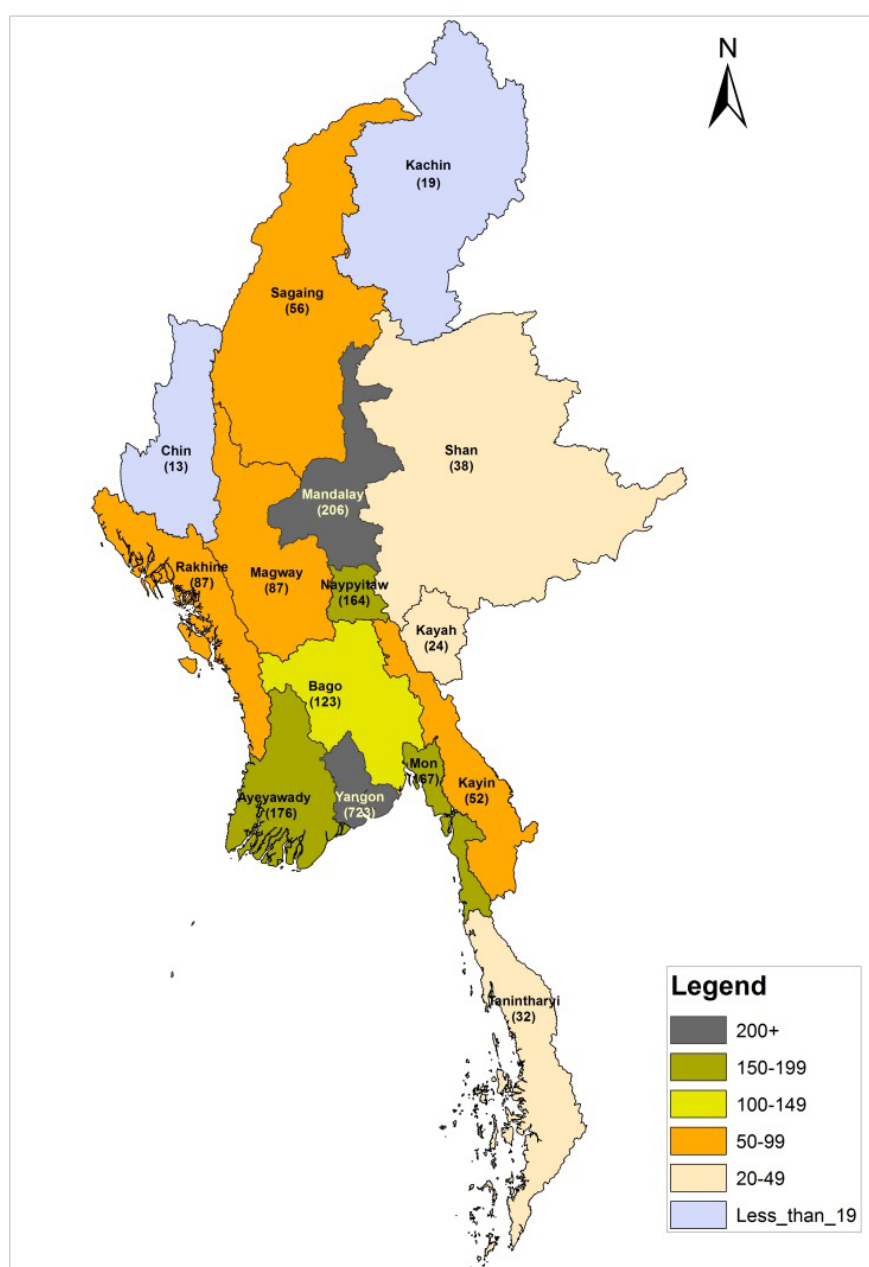 N
Kachin
(19)
Sagaing
(56)
Chin
(13)
Shan
(38)
Mandalay
(206)
Rakhine
(87)
Magway
(87)
Naypyitaw
(164)
Kayah
(24)
Bago
(123)
Mon
(167)
Kayin
(52)
Ayeyawady
(176)
Yangon
(723)
Tanintharyi
(32)
Legend
200+
150-199
100-149
50-99
20-49
Less_than_19